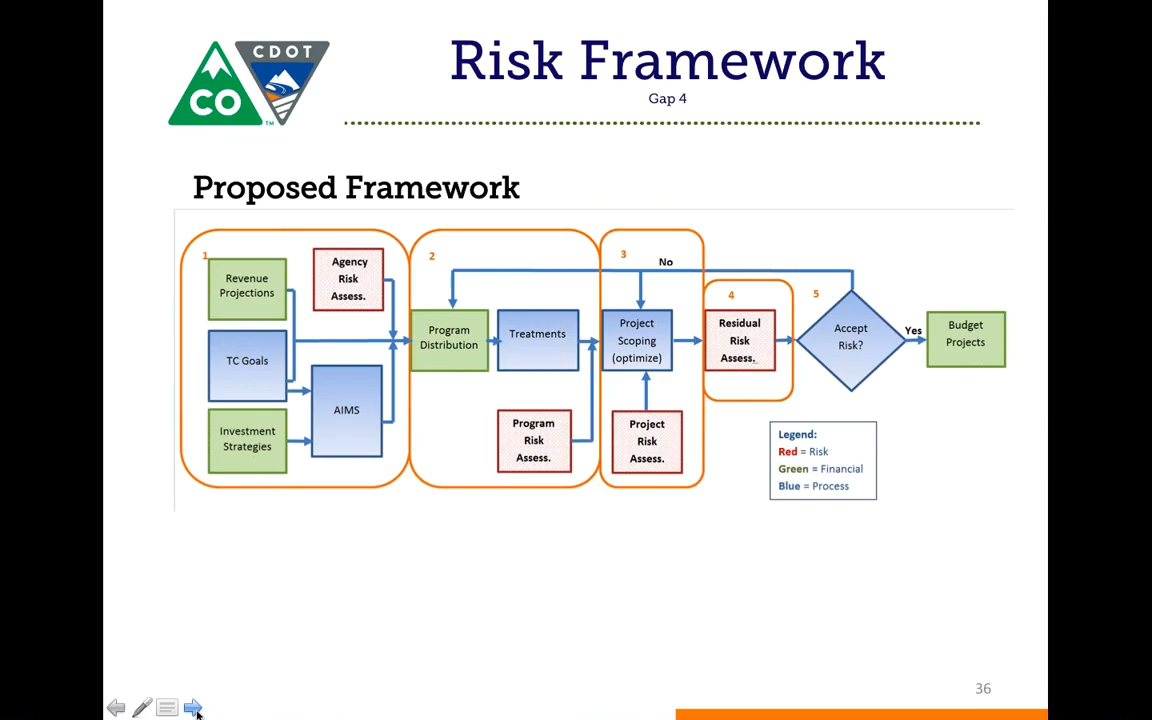 CO
CDOT
TM
Risk Framework
Gap 4
Proposed Framework
1
Revenue
Projections
TC Goals
Investment
Strategies
Agency
Risk
Assess.
AIMS
2
Program
Distribution
Treatments
Program
Risk
Assess.
3
No
Project
Scoping
(optimize)
Project
Risk
Assess.
4
Residual
Risk
Assess.
5
Accept
Risk?
Yes
Budget
Projects
Legend:
Red = Risk
Green = Financial
Blue = Process
36